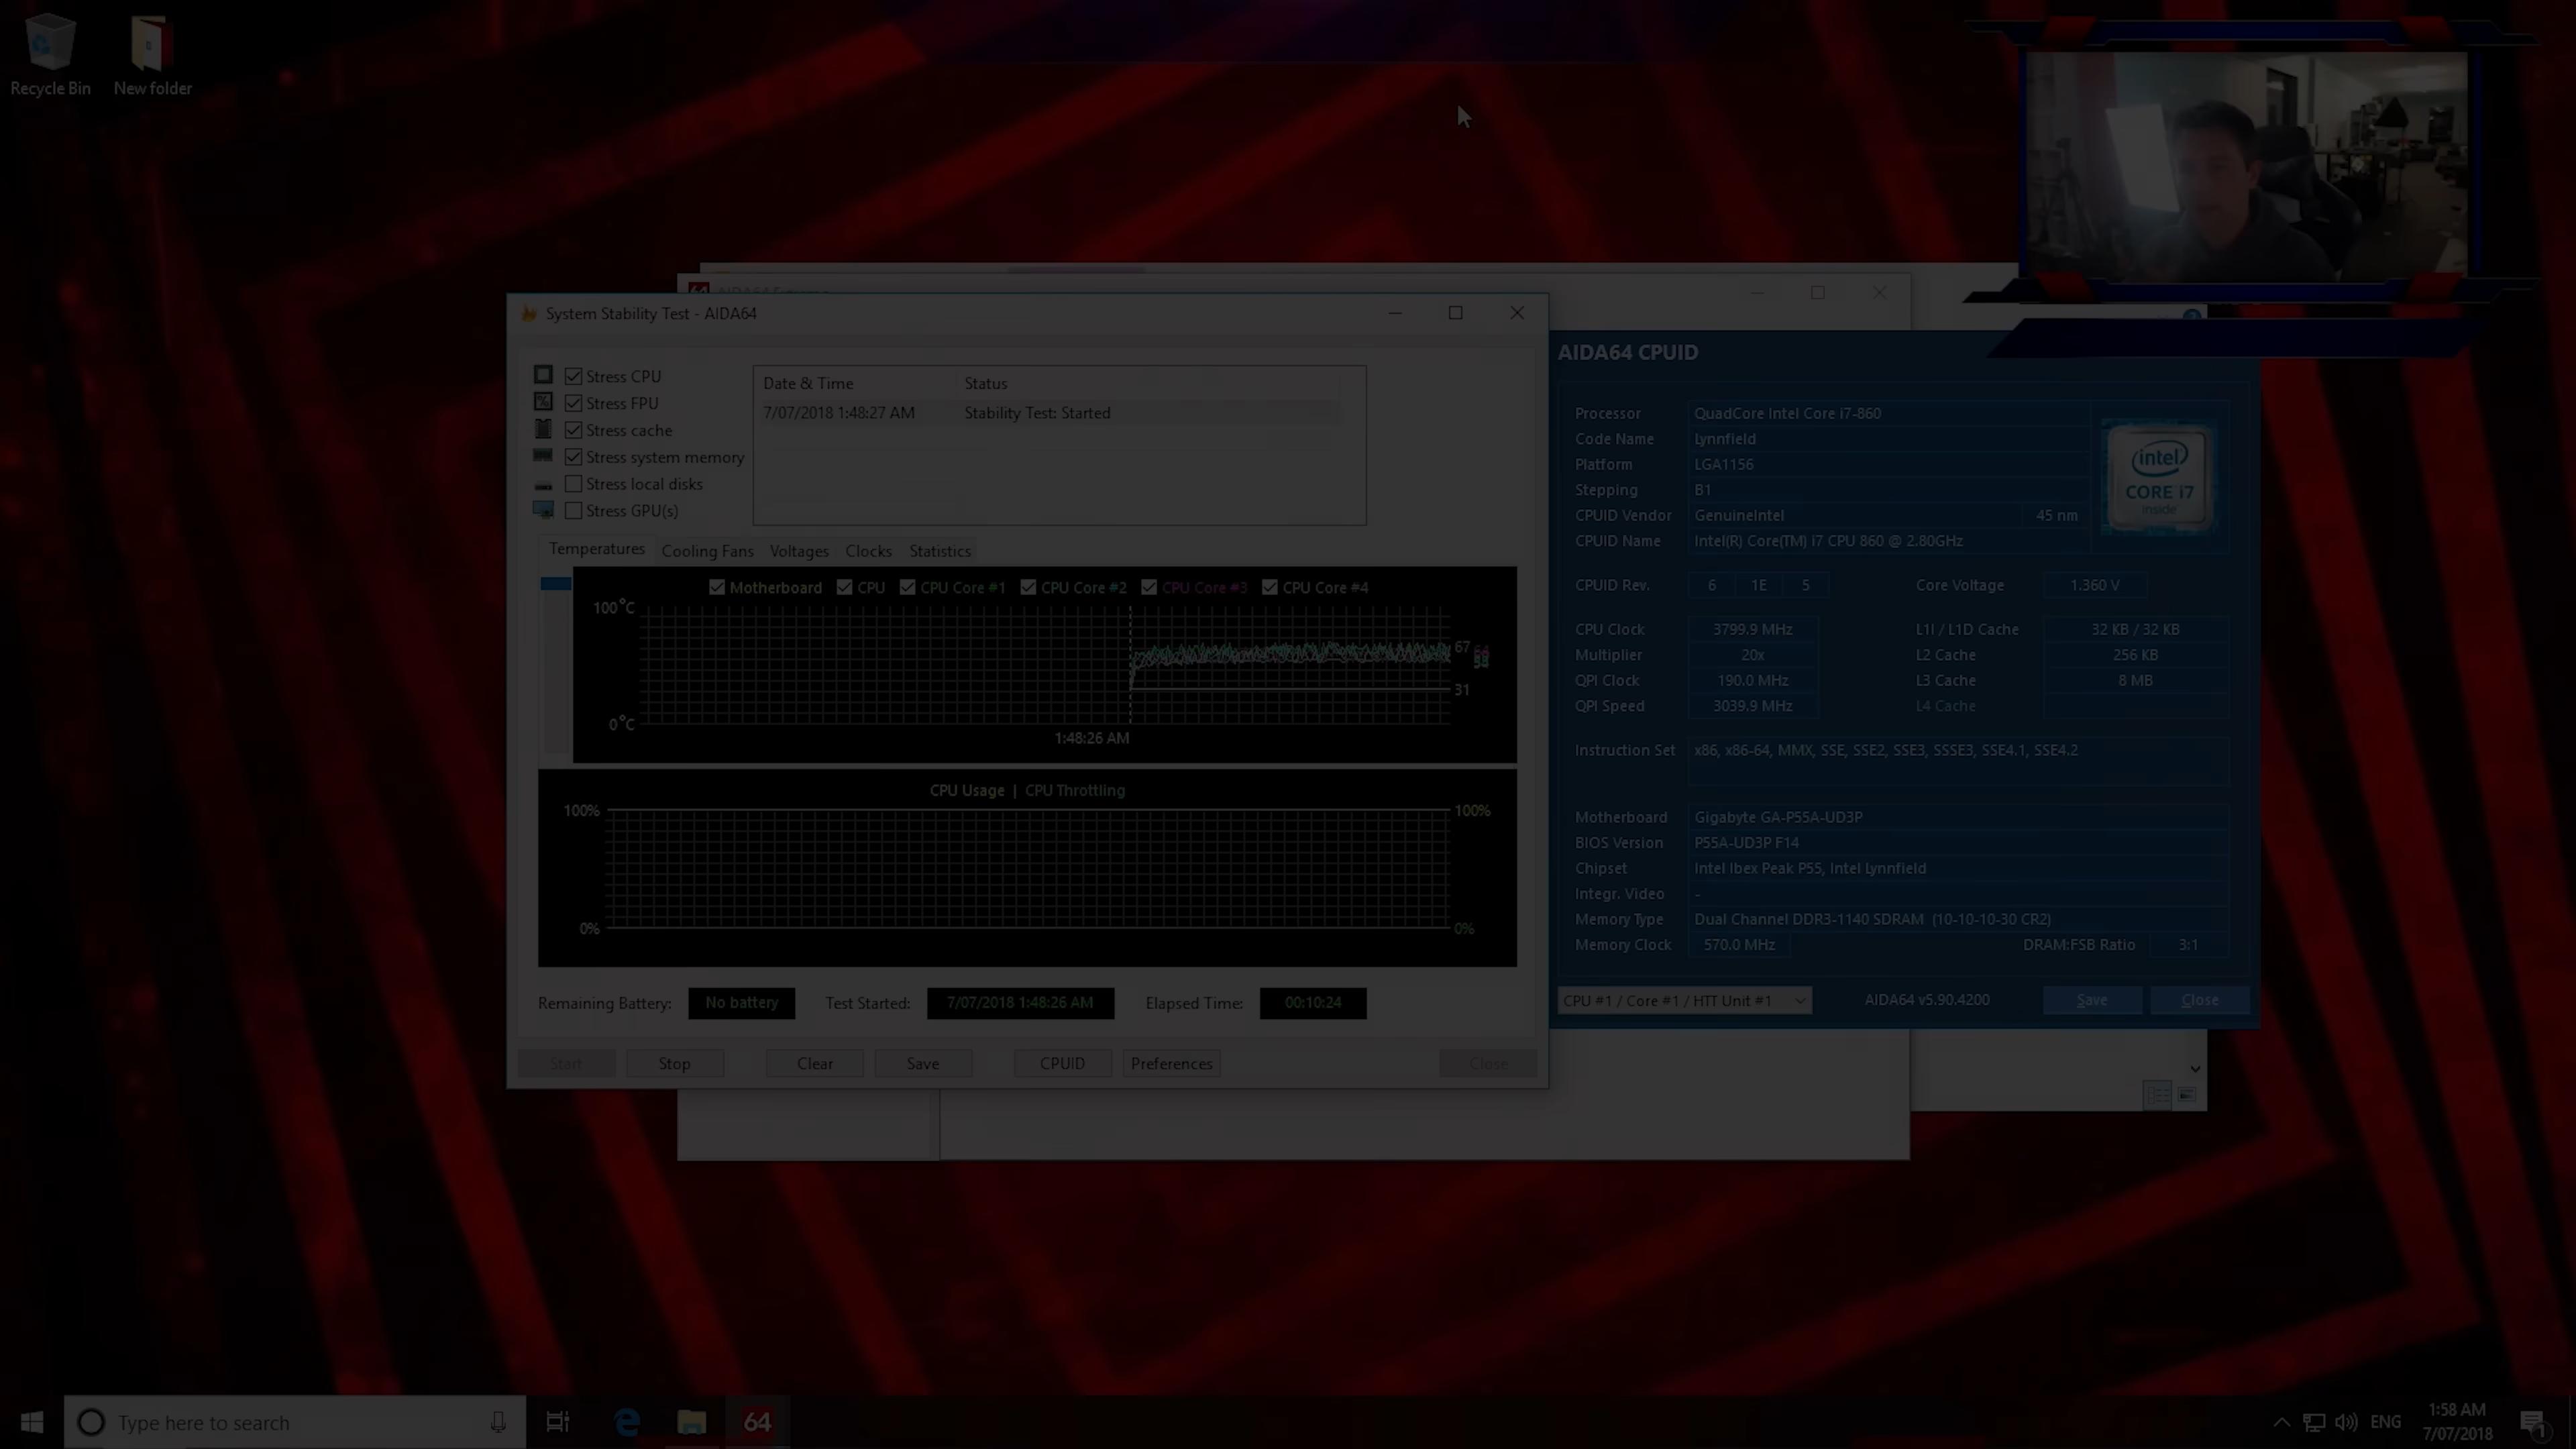 Recycle Bin
New folder
System Stability Test - AIDA64
Stress CPU
Stress FPU
Stress cache
Stress system memory
Stress local disks
Stress GPU(s)
Date & Time Status
7/07/2018 1:48:27 AM Stability Test: Started
Temperatures Cooling Fans Voltages Clocks Statistics
Motherboard CPU CPU Core #1 CPU Core #2 CPU Core #3 CPU Core #4
100°C
67
31
0°C
1:48:26 AM
CPU Usage | CPU Throttling
100% 100%
0% 0%
Remaining Battery: No battery Test Started: 7/07/2018 1:48:26 AM Elapsed Time: 00:10:24
Start Stop Clear Save CPUID Preferences Close
AIDA64 CPUID
Processor QuadCore Intel Core i7-860
Code Name Lynnfield
Platform LGA1156
Stepping B1
CPUID Vendor GenuineIntel 45 nm
CPUID Name Intel(R) Core(TM) i7 CPU 860 @ 2.80GHz
intel
CORE i7
inside
CPUID Rev. 6 1E 5 Core Voltage 1.360 V
CPU Clock 3799.9 MHz L1I / L1D Cache 32 KB / 32 KB
Multiplier 20x L2 Cache 256 KB
QPI Clock 190.0 MHz L3 Cache 8 MB
QPI Speed 3039.9 MHz L4 Cache
Instruction Set x86, x86-64, MMX, SSE, SSE2, SSE3, SSSE3, SSE4.1, SSE4.2
Motherboard Gigabyte GA-P55A-UD3P
BIOS Version P55A-UD3P F14
Chipset Intel Ibex Peak P55, Intel Lynnfield
Integr. Video -
Memory Type Dual Channel DDR3-1140 SDRAM (10-10-10-30 CR2)
Memory Clock 570.0 MHz DRAM:FSB Ratio 3:1
CPU #1 / Core #1 / HTT Unit #1 AIDA64 v5.90.4200 Save Close
Type here to search
64
ENG
1:58 AM
7/07/2018
1